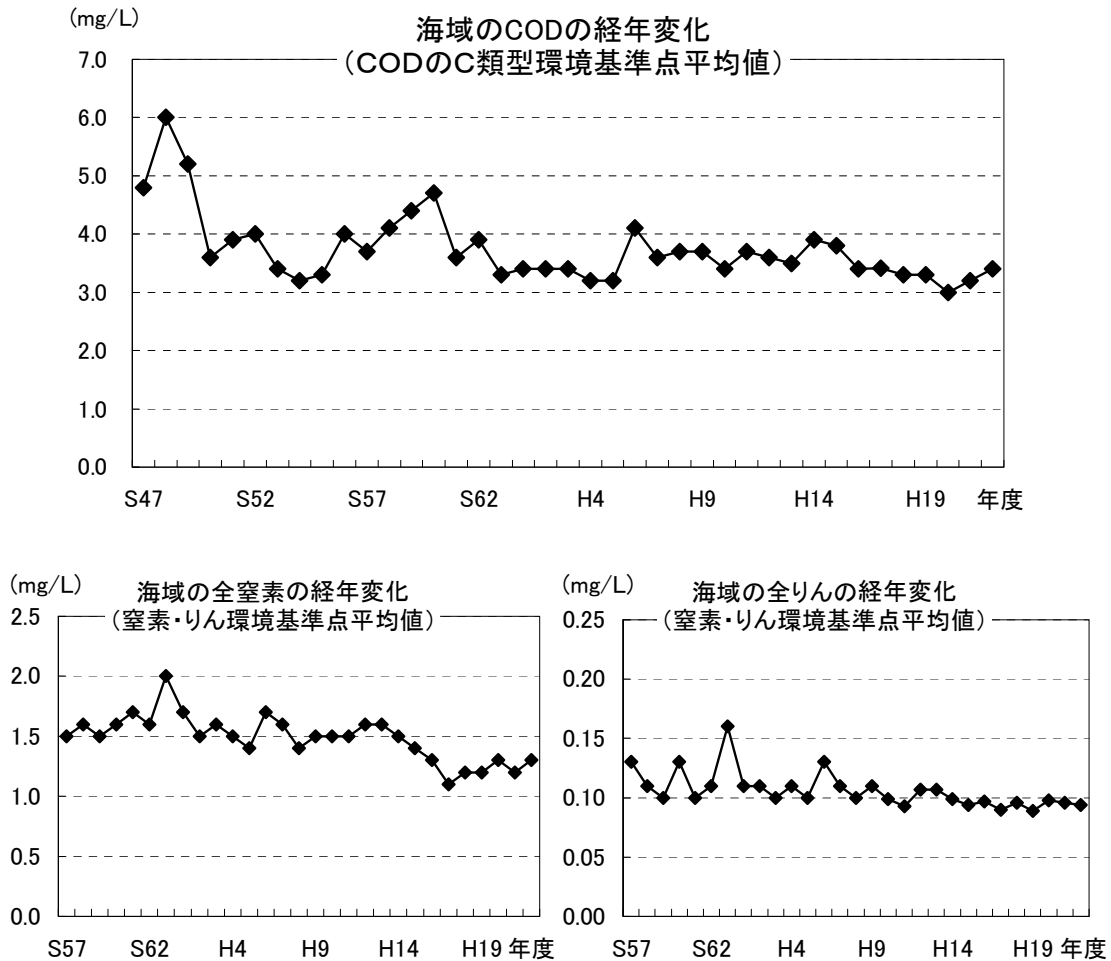 (mg/L)
海域のCODの経年変化
(CODのC類型環境基準点平均値)
7.0
6.0
5.0
4.0
3.0
2.0
1.0
0.0
S47 S52 S57 S62 H4 H9 H14 H19 年度
(mg/L)
海域の全窒素の経年変化
(窒素・りん環境基準点平均値)
2.5
2.0
1.5
1.0
0.5
0.0
S57 S62 H4 H9 H14 H19 年度
(mg/L)
海域の全りんの経年変化
(窒素・りん環境基準点平均値)
0.25
0.20
0.15
0.10
0.05
0.00
S57 S62 H4 H9 H14 H19 年度